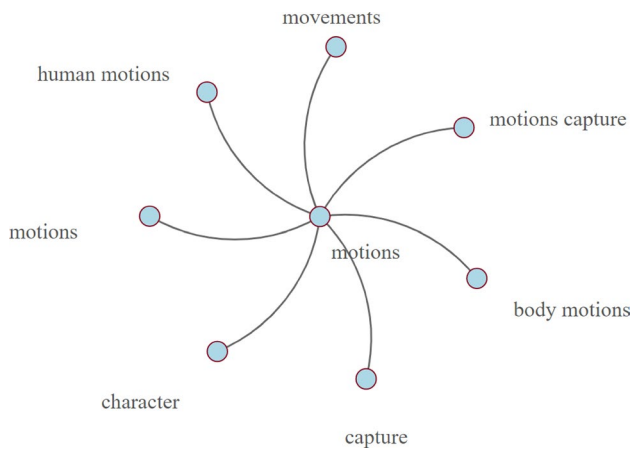 movements
human motions
motions capture
motions
motions
body motions
character
capture